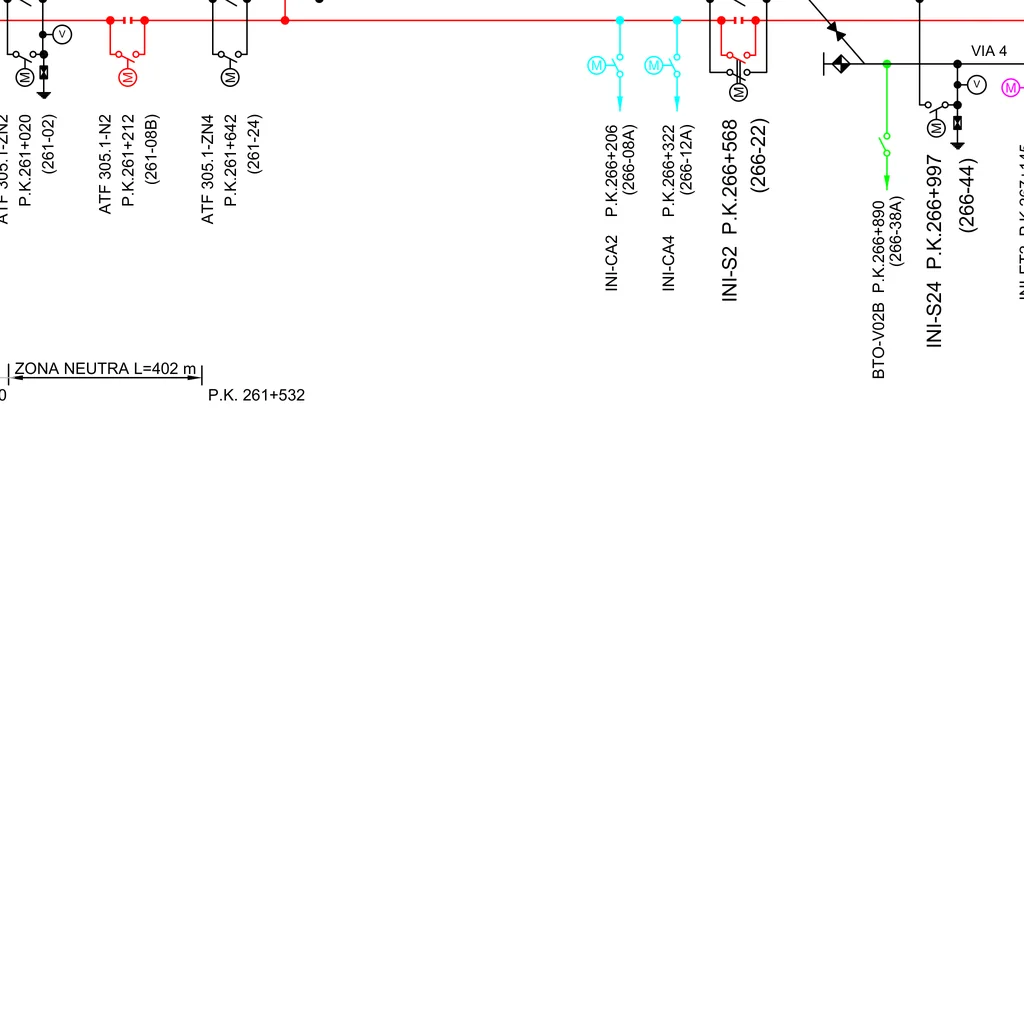 VIA 4
V
V
M
M
M
M
M
M
M
M
ATF 305.1-ZN2
P.K.261+020
(261-02)
ATF 305.1-N2
P.K.261+212
(261-08B)
ATF 305.1-ZN4
P.K.261+642
(261-24)
INI-CA2 P.K.266+206
(266-08A)
INI-CA4 P.K.266+322
(266-12A)
INI-S2 P.K.266+568
(266-22)
BTO-V02B P.K.266+890
(266-38A)
INI-S24 P.K.266+997
(266-44)
ZONA NEUTRA L=402 m
0
P.K. 261+532